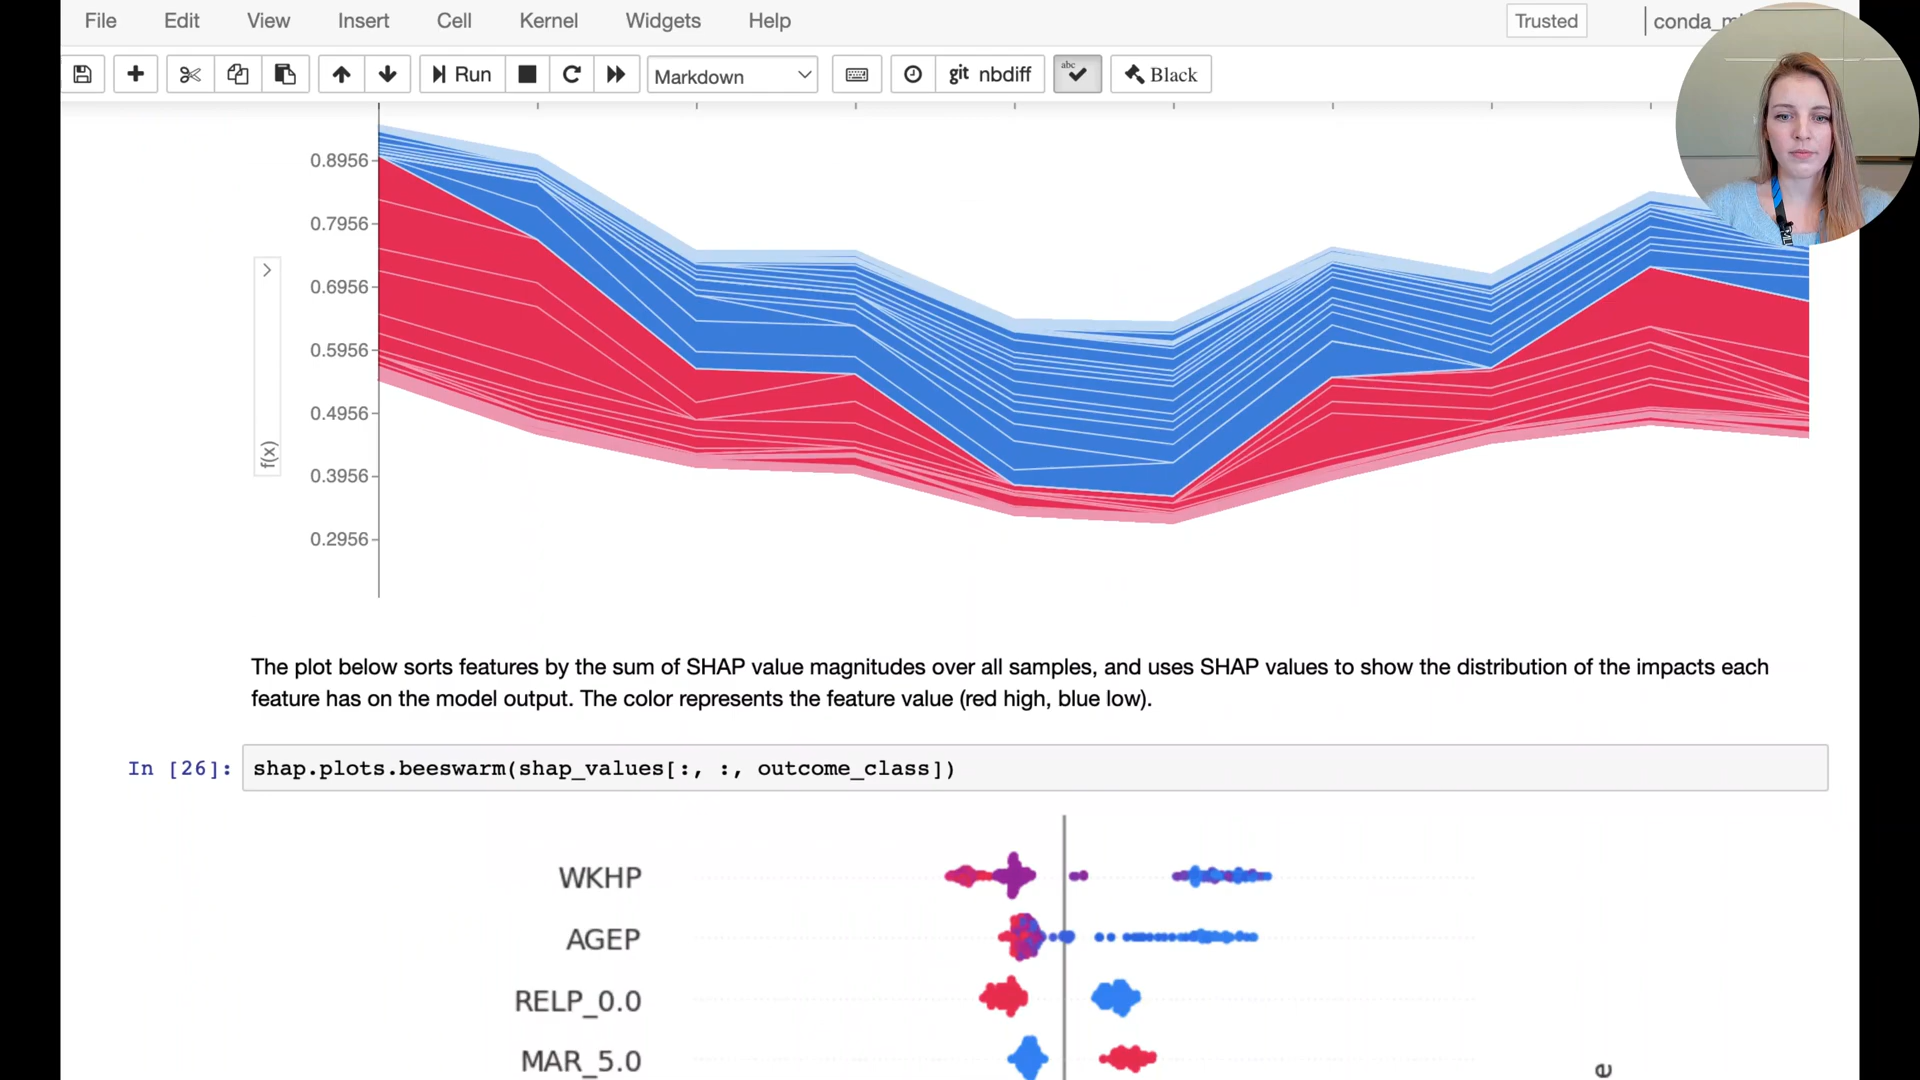 File Edit View Insert Cell Kernel Widgets Help Trusted
Run Markdown git nbdiff abc Black
0.8956
0.7956
0.6956
0.5956
0.4956
0.3956
0.2956
f(x)
The plot below sorts features by the sum of SHAP value magnitudes over all samples, and uses SHAP values to show the distribution of the impacts each
feature has on the model output. The color represents the feature value (red high, blue low).
In [26]: shap.plots.beeswarm(shap_values[:, :, outcome_class])
WKHP
AGEP
RELP_0.0
MAR_5.0